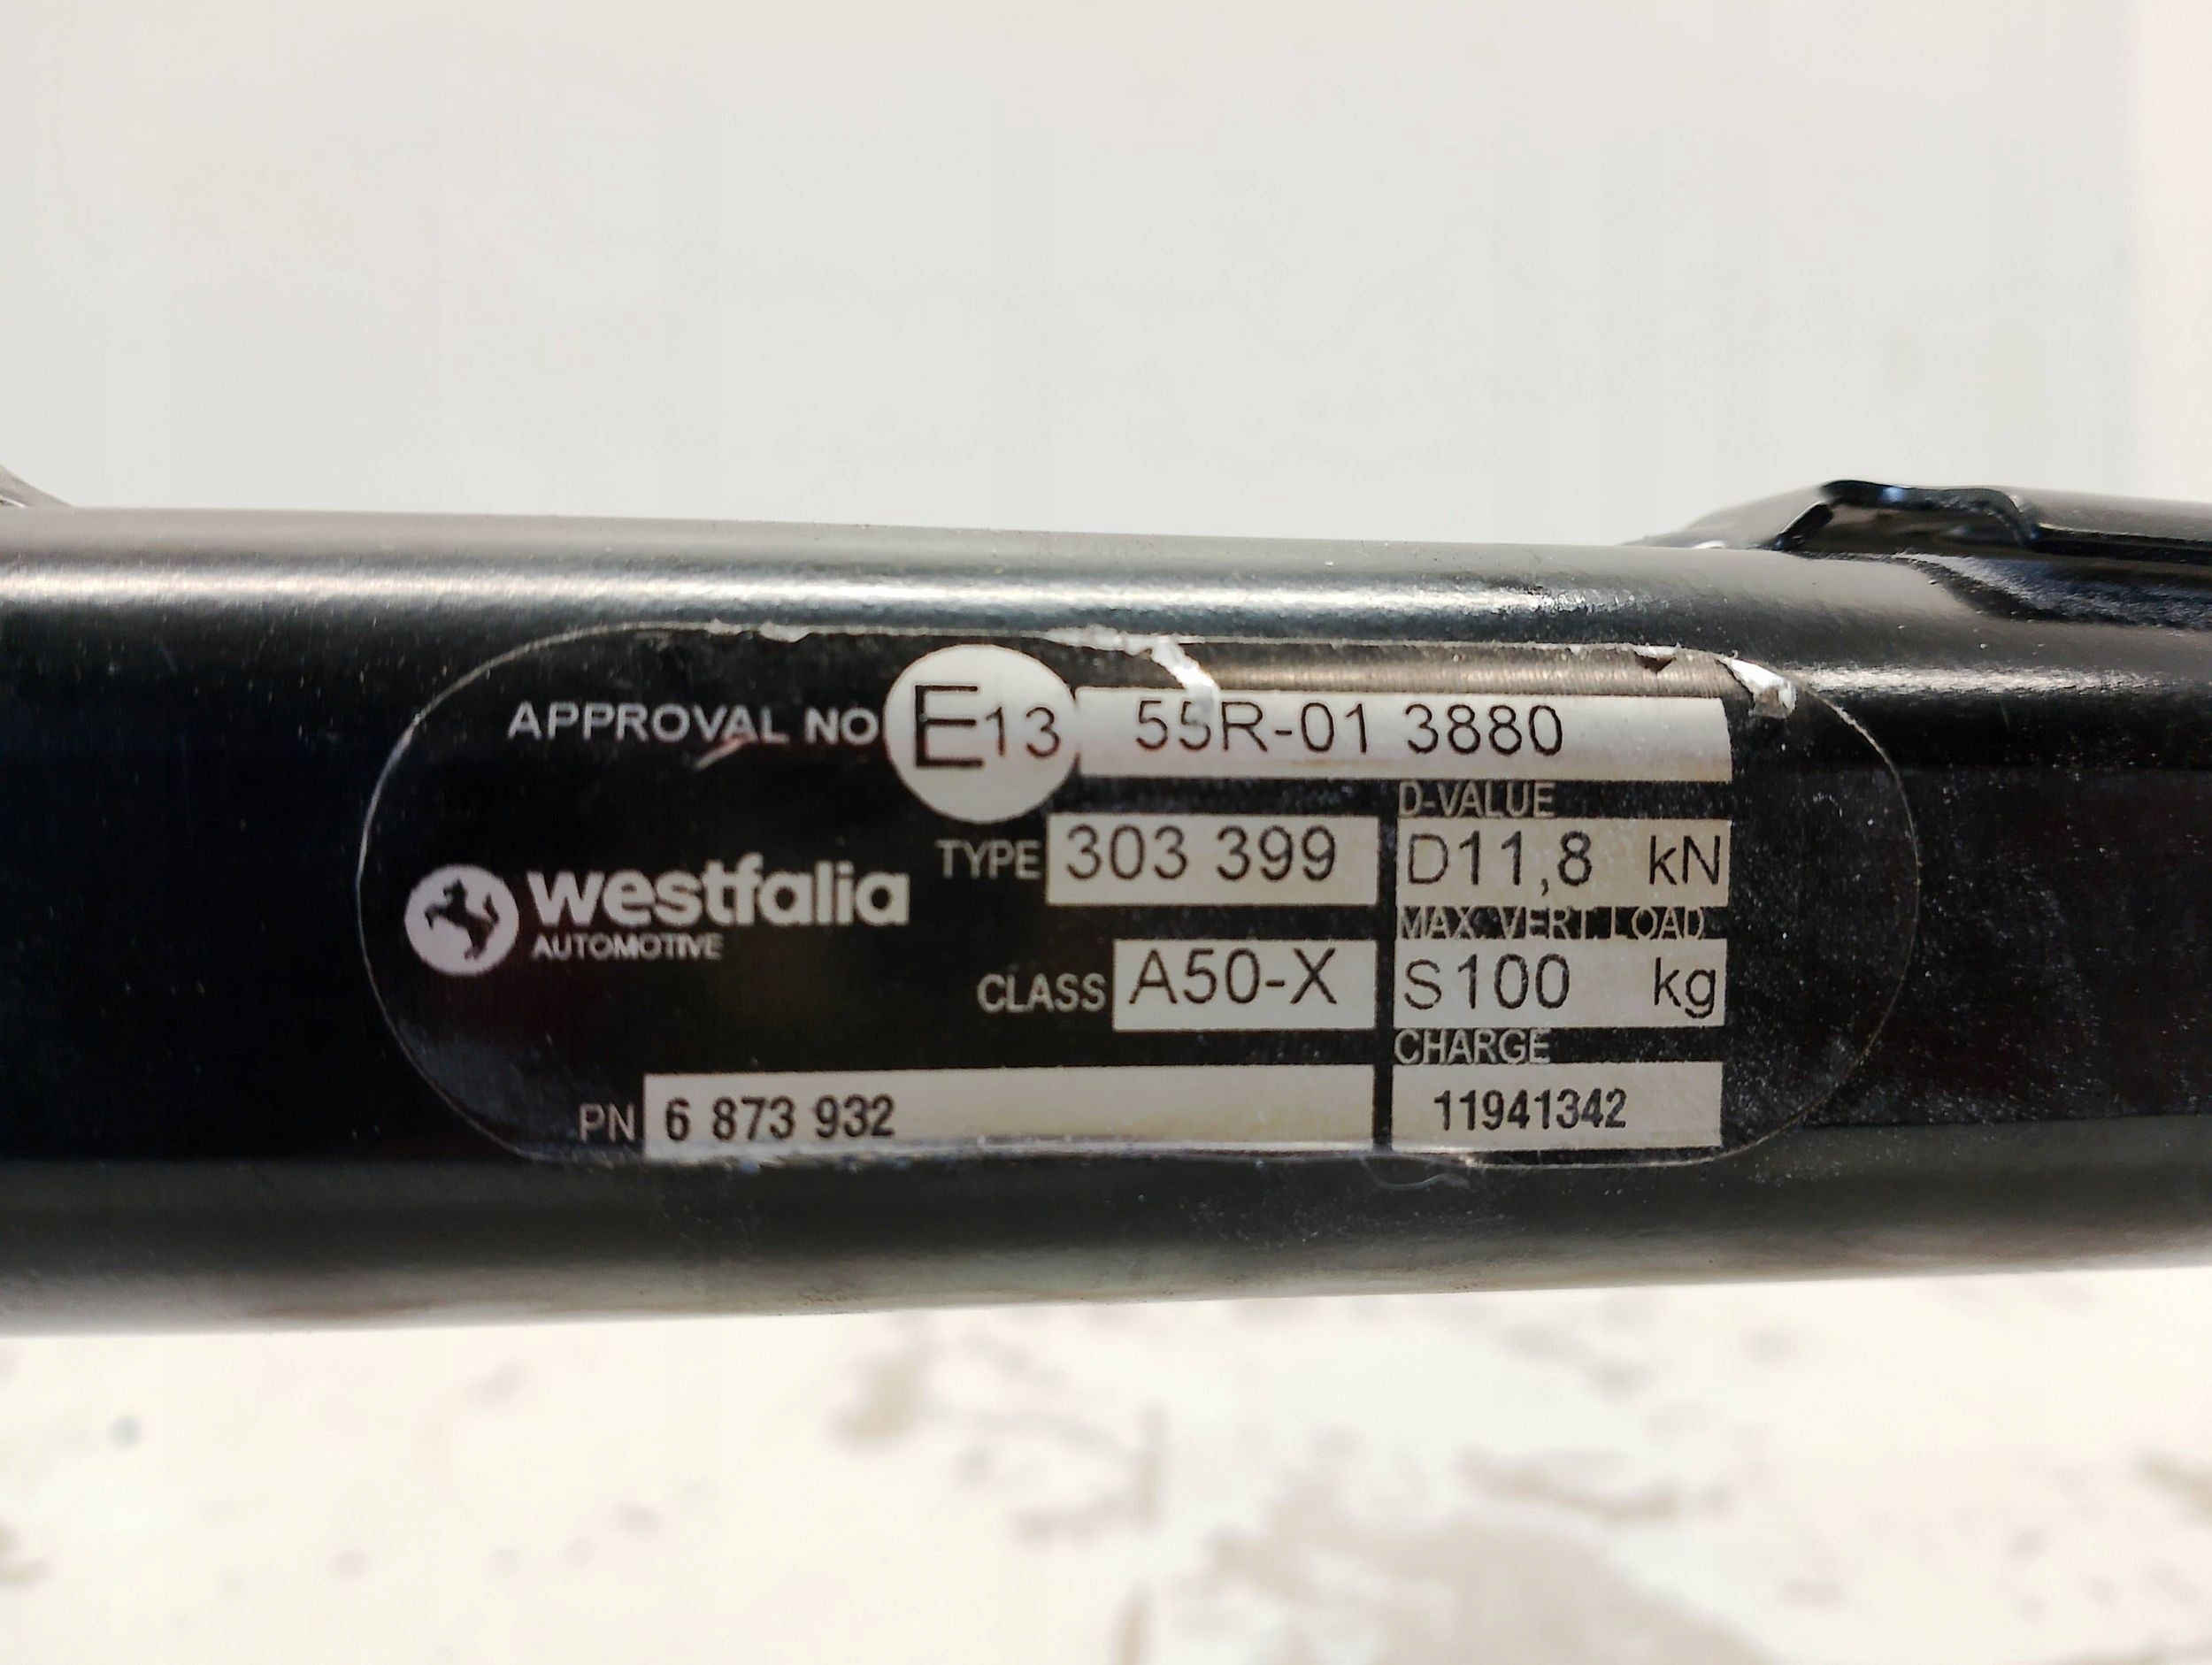 APPROVAL NO E13 55R-01 3880
D-VALUE
TYPE 303 399 D11,8 kN
westfalia
AUTOMOTIVE
MAX. VERT. LOAD
CLASS A50-X S100 kg
CHARGE
PN 6 873 932 11941342